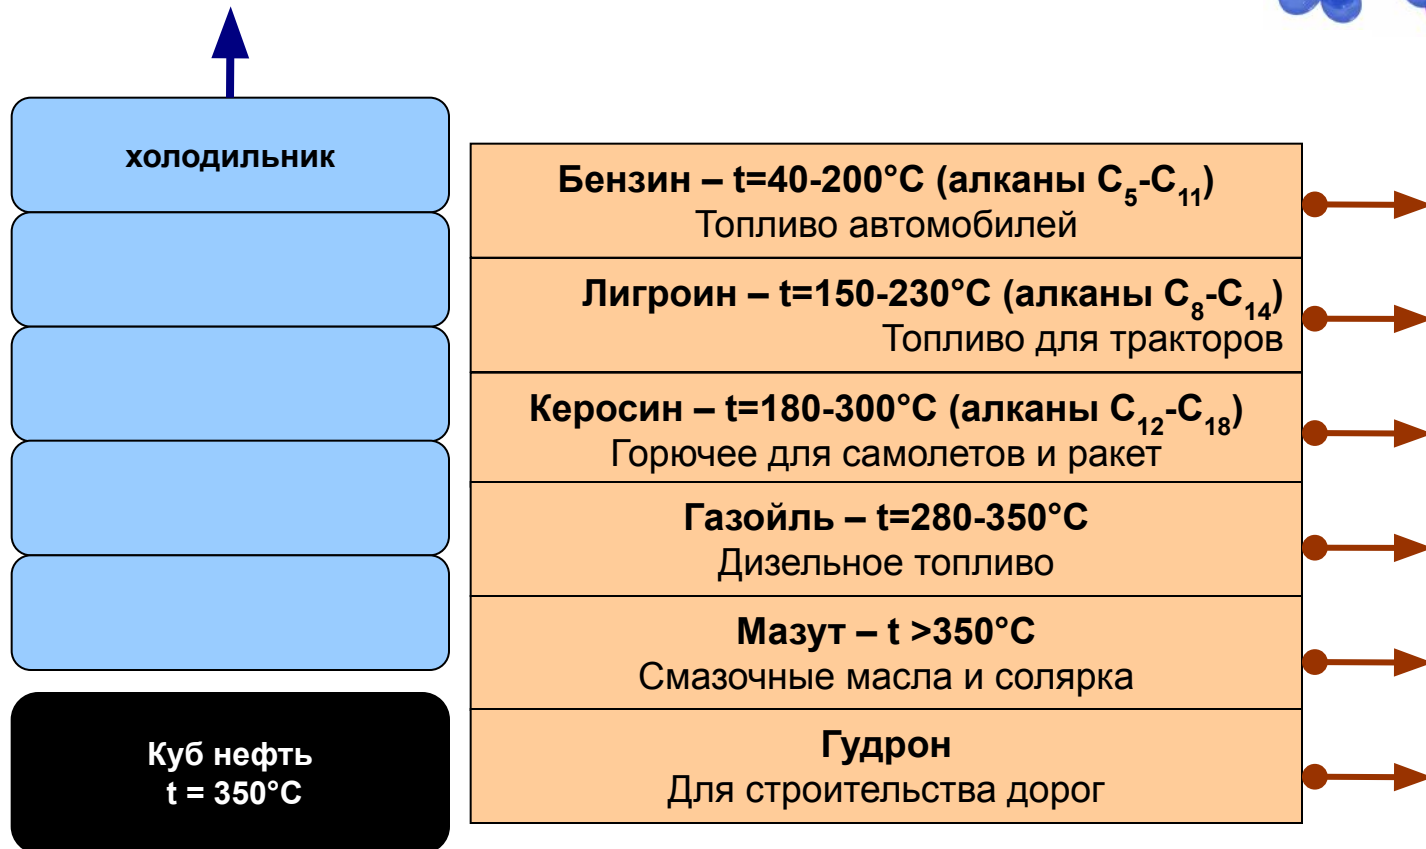 холодильник
Бензин – t=40-200°C (алканы C₅-C₁₁)
Топливо автомобилей
Лигроин – t=150-230°C (алканы C₈-C₁₄)
Топливо для тракторов
Керосин – t=180-300°C (алканы C₁₂-C₁₈)
Горючее для самолетов и ракет
Газойль – t=280-350°C
Дизельное топливо
Мазут – t >350°C
Смазочные масла и солярка
Гудрон
Для строительства дорог
Куб нефть
t = 350°C